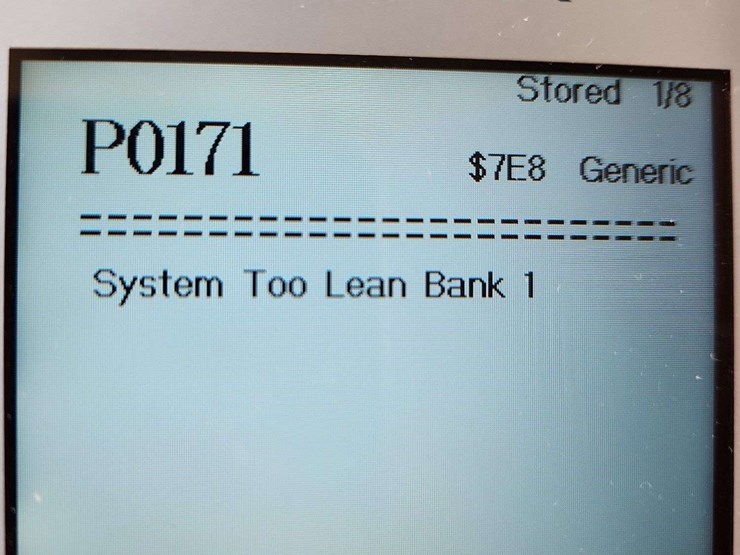 Stored 1/8
P0171
$7E8 Generic
==========================
System Too Lean Bank 1